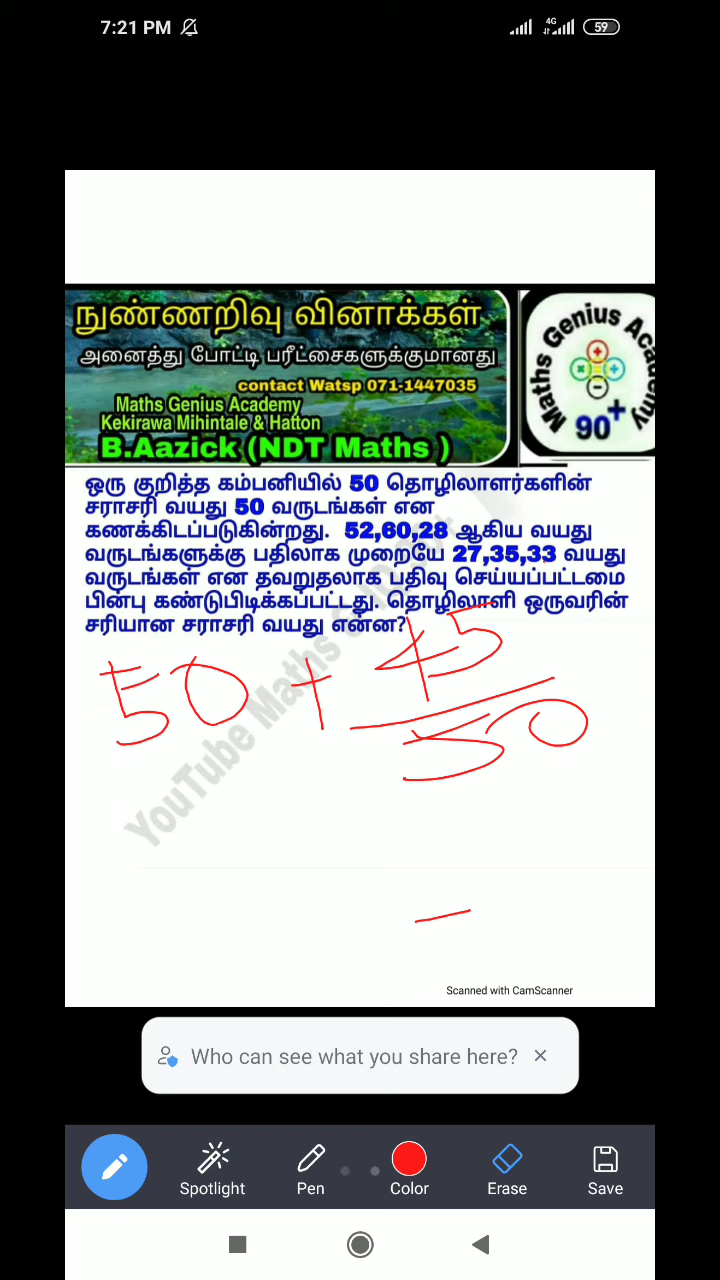 7:21 PM
4G
59
நுண்ணறிவு வினாக்கள்
அனைத்து போட்டி பரீட்சைகளுக்குமானது
contact Watsp 071-1447035
Maths Genius Academy
Kekirawa Mihintale & Hatton
B.Aazick (NDT Maths )
Maths Genius Academy
90+
ஒரு குறித்த கம்பனியில் 50 தொழிலாளர்களின்
சராசரி வயது 50 வருடங்கள் என
கணக்கிடப்படுகின்றது. 52,60,28 ஆகிய வயது
வருடங்களுக்கு பதிலாக முறையே 27,35,33 வயது
வருடங்கள் என தவறுதலாக பதிவு செய்யப்பட்டமை
பின்பு கண்டுபிடிக்கப்பட்டது. தொழிலாளி ஒருவரின்
சரியான சராசரி வயது என்ன?
50 + 45
50
YouTube Maths
Scanned with CamScanner
Who can see what you share here?
Spotlight
Pen
Color
Erase
Save